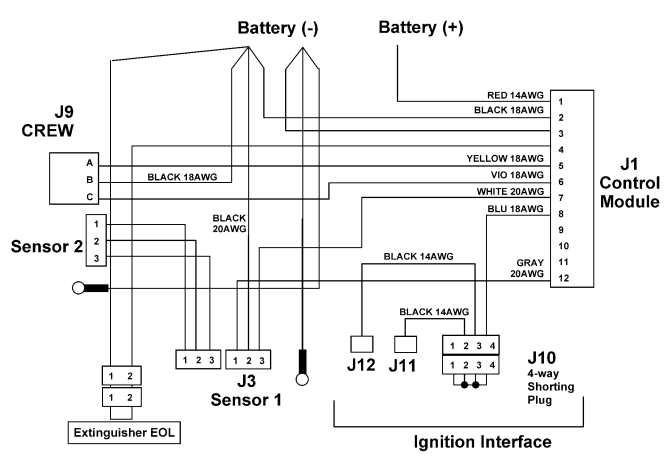 Battery (-)
Battery (+)
RED 14AWG
1
BLACK 18AWG
2
3
4
J9
CREW
A
B
C
BLACK 18AWG
YELLOW 18AWG
5
VIO 18AWG
6
WHITE 20AWG
7
BLU 18AWG
8
9
10
11
GRAY
20AWG
12
J1
Control
Module
Sensor 2
1
2
3
BLACK
20AWG
BLACK 14AWG
BLACK 14AWG
1 2 3
1 2 3
J3
Sensor 1
J12
J11
1 2 3 4
1 2 3 4
J10
4-way
Shorting
Plug
1 2
1 2
Extinguisher EOL
Ignition Interface